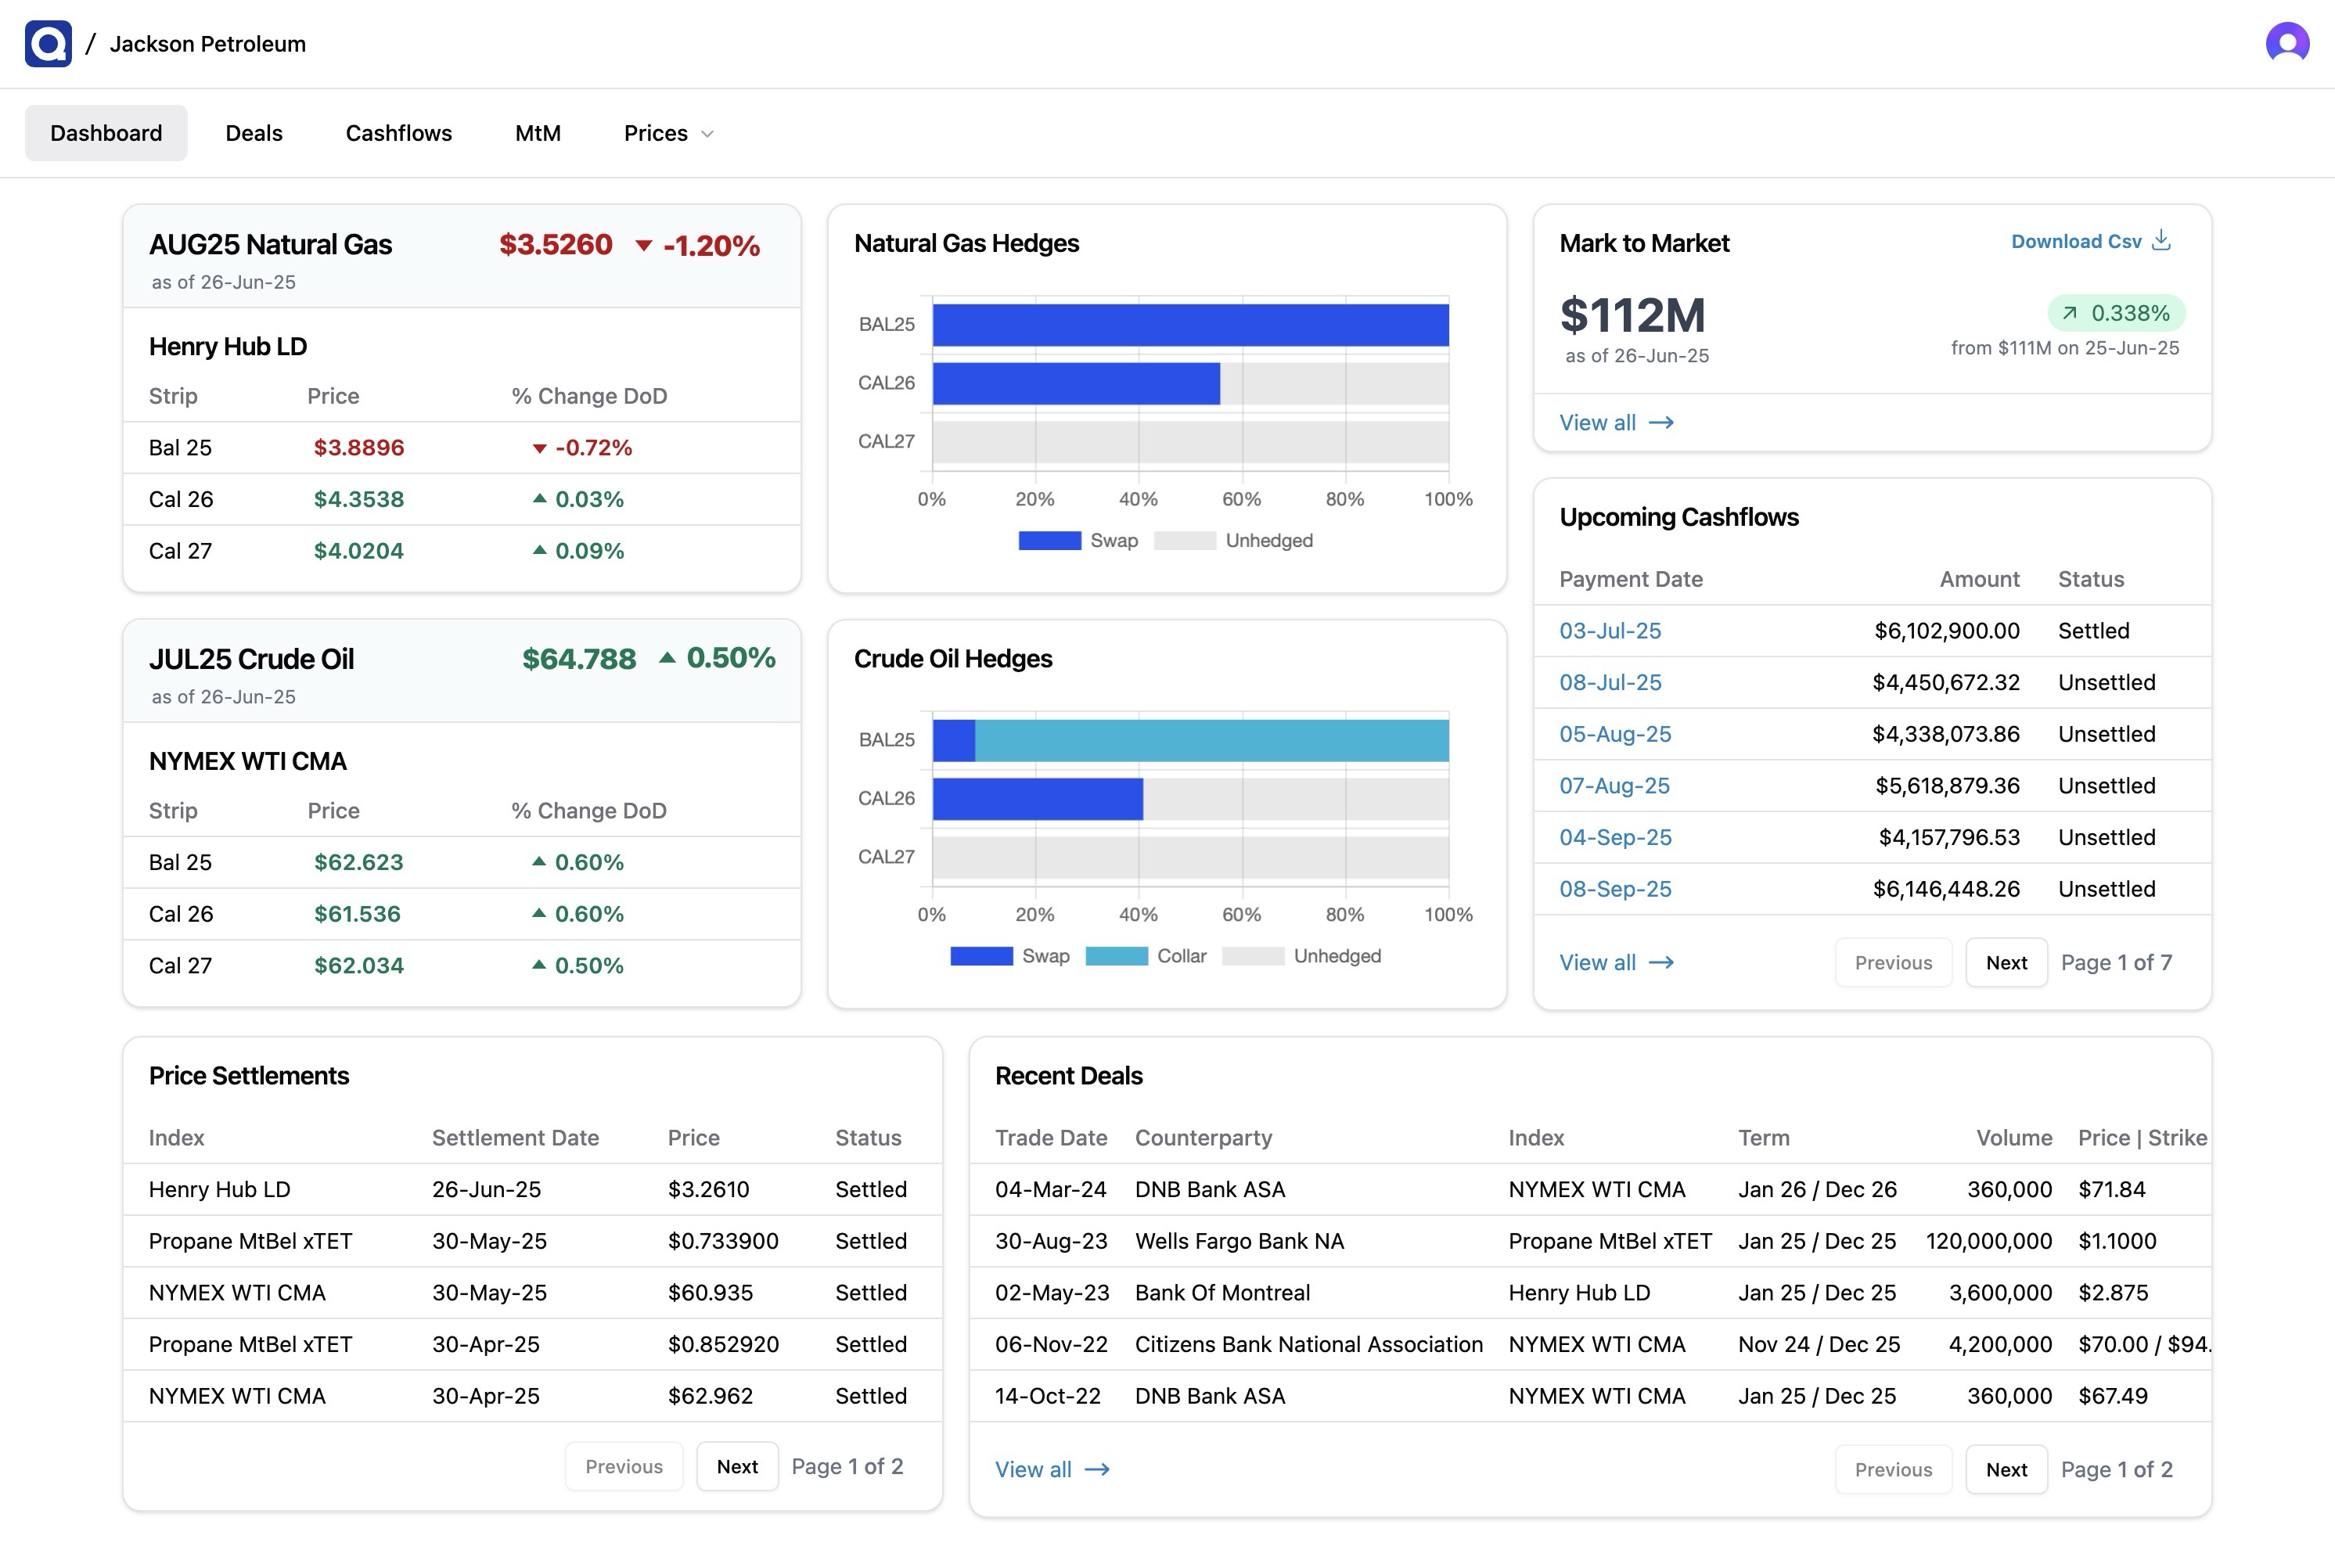 / Jackson Petroleum
Dashboard Deals Cashflows MtM Prices
AUG25 Natural Gas $3.5260 ▼ -1.20%
as of 26-Jun-25
Henry Hub LD
Strip Price % Change DoD
Bal 25 $3.8896 ▼ -0.72%
Cal 26 $4.3538 ▲ 0.03%
Cal 27 $4.0204 ▲ 0.09%
Natural Gas Hedges
BAL25
CAL26
CAL27
0% 20% 40% 60% 80% 100%
Swap Unhedged
Mark to Market Download Csv
$112M ↗ 0.338%
as of 26-Jun-25 from $111M on 25-Jun-25
View all →
JUL25 Crude Oil $64.788 ▲ 0.50%
as of 26-Jun-25
NYMEX WTI CMA
Strip Price % Change DoD
Bal 25 $62.623 ▲ 0.60%
Cal 26 $61.536 ▲ 0.60%
Cal 27 $62.034 ▲ 0.50%
Crude Oil Hedges
BAL25
CAL26
CAL27
0% 20% 40% 60% 80% 100%
Swap Collar Unhedged
Upcoming Cashflows
Payment Date Amount Status
03-Jul-25 $6,102,900.00 Settled
08-Jul-25 $4,450,672.32 Unsettled
05-Aug-25 $4,338,073.86 Unsettled
07-Aug-25 $5,618,879.36 Unsettled
04-Sep-25 $4,157,796.53 Unsettled
08-Sep-25 $6,146,448.26 Unsettled
View all → Previous Next Page 1 of 7
Price Settlements
Index Settlement Date Price Status
Henry Hub LD 26-Jun-25 $3.2610 Settled
Propane MtBel xTET 30-May-25 $0.733900 Settled
NYMEX WTI CMA 30-May-25 $60.935 Settled
Propane MtBel xTET 30-Apr-25 $0.852920 Settled
NYMEX WTI CMA 30-Apr-25 $62.962 Settled
Previous Next Page 1 of 2
Recent Deals
Trade Date Counterparty Index Term Volume Price | Strike
04-Mar-24 DNB Bank ASA NYMEX WTI CMA Jan 26 / Dec 26 360,000 $71.84
30-Aug-23 Wells Fargo Bank NA Propane MtBel xTET Jan 25 / Dec 25 120,000,000 $1.1000
02-May-23 Bank Of Montreal Henry Hub LD Jan 25 / Dec 25 3,600,000 $2.875
06-Nov-22 Citizens Bank National Association NYMEX WTI CMA Nov 24 / Dec 25 4,200,000 $70.00 / $94.
14-Oct-22 DNB Bank ASA NYMEX WTI CMA Jan 25 / Dec 25 360,000 $67.49
View all → Previous Next Page 1 of 2